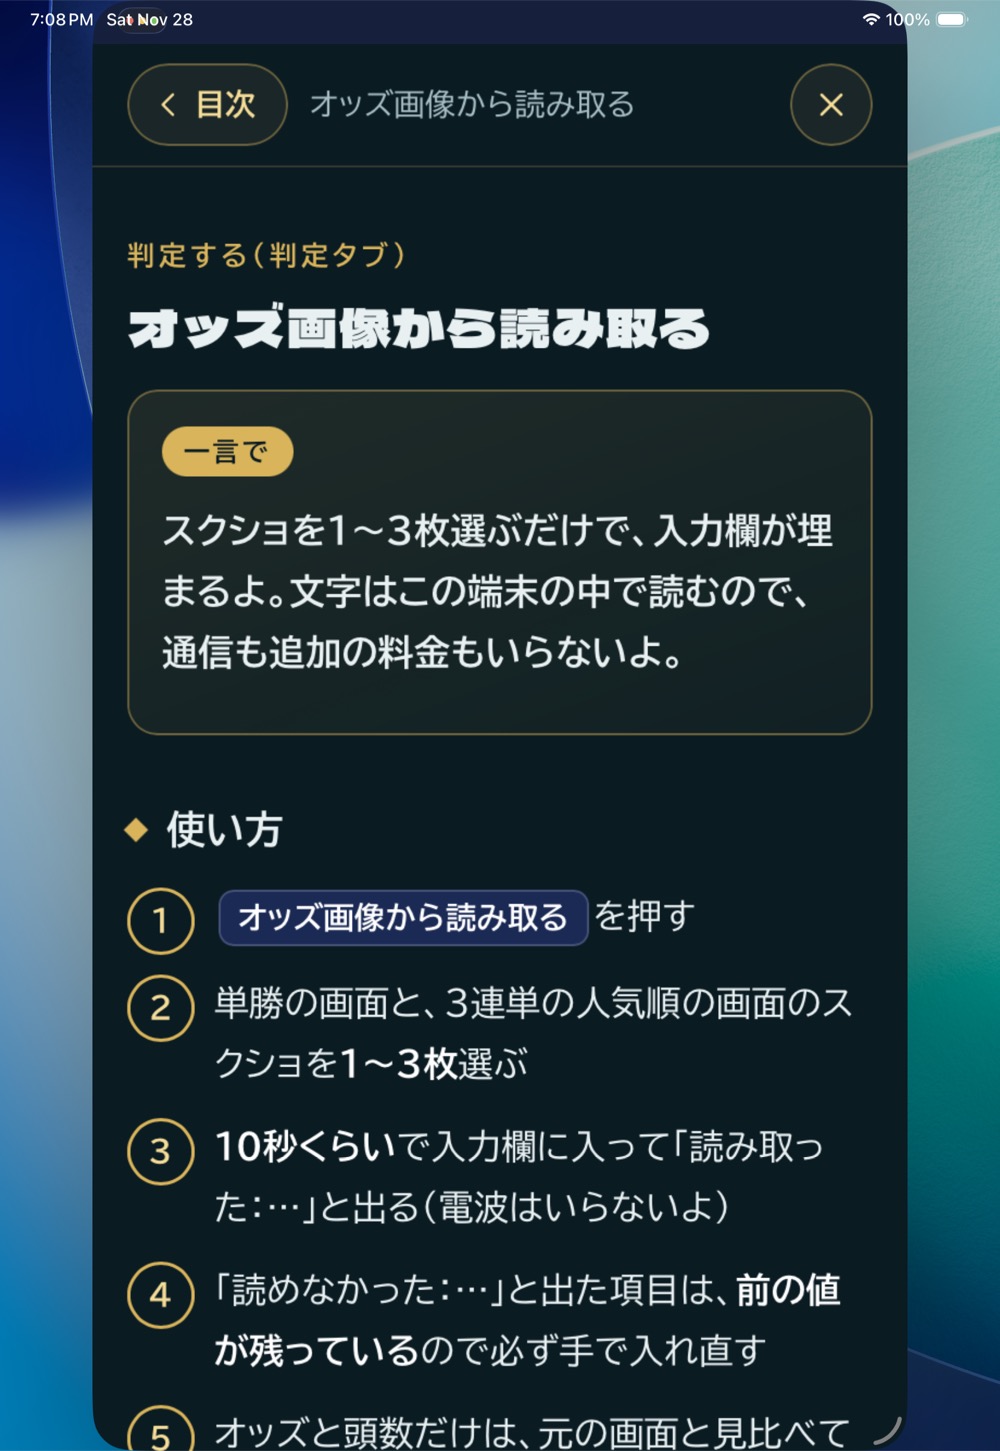 7:08 PM Sat Nov 28
100%
目次
オッズ画像から読み取る
判定する（判定タブ）
オッズ画像から読み取る
一言で
スクショを1〜3枚選ぶだけで、入力欄が埋
まるよ。文字はこの端末の中で読むので、
通信も追加の料金もいらないよ。
使い方
1 オッズ画像から読み取る を押す
2 単勝の画面と、3連単の人気順の画面のス
クショを1〜3枚選ぶ
3 10秒くらいで入力欄に入って「読み取っ
た：…」と出る（電波はいらないよ）
4 「読めなかった：…」と出た項目は、前の値
が残っているので必ず手で入れ直す
5 オッズと頭数だけは、元の画面と見比べて